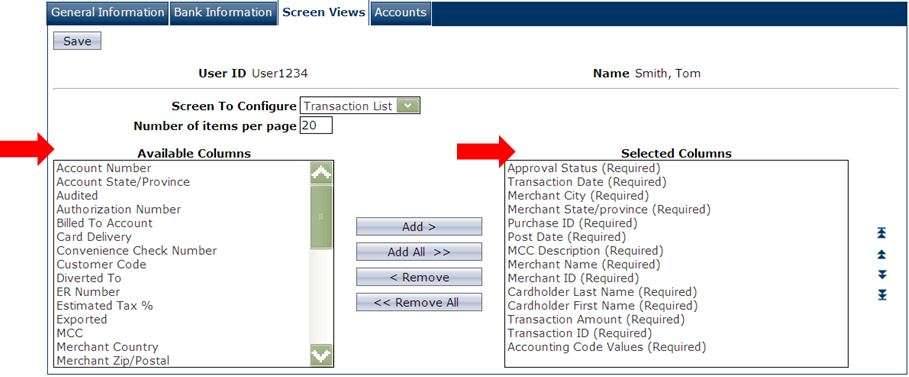 General Information Bank Information Screen Views Accounts
Save
User ID User1234 Name Smith, Tom
Screen To Configure Transaction List
Number of items per page 20
Available Columns
Account Number
Account State/Province
Audited
Authorization Number
Billed To Account
Card Delivery
Convenience Check Number
Customer Code
Diverted To
ER Number
Estimated Tax %
Exported
MCC
Merchant Country
Merchant Zip/Postal
Add >
Add All >>
< Remove
<< Remove All
Selected Columns
Approval Status (Required)
Transaction Date (Required)
Merchant City (Required)
Merchant State/province (Required)
Purchase ID (Required)
Post Date (Required)
MCC Description (Required)
Merchant Name (Required)
Merchant ID (Required)
Cardholder Last Name (Required)
Cardholder First Name (Required)
Transaction Amount (Required)
Transaction ID (Required)
Accounting Code Values (Required)